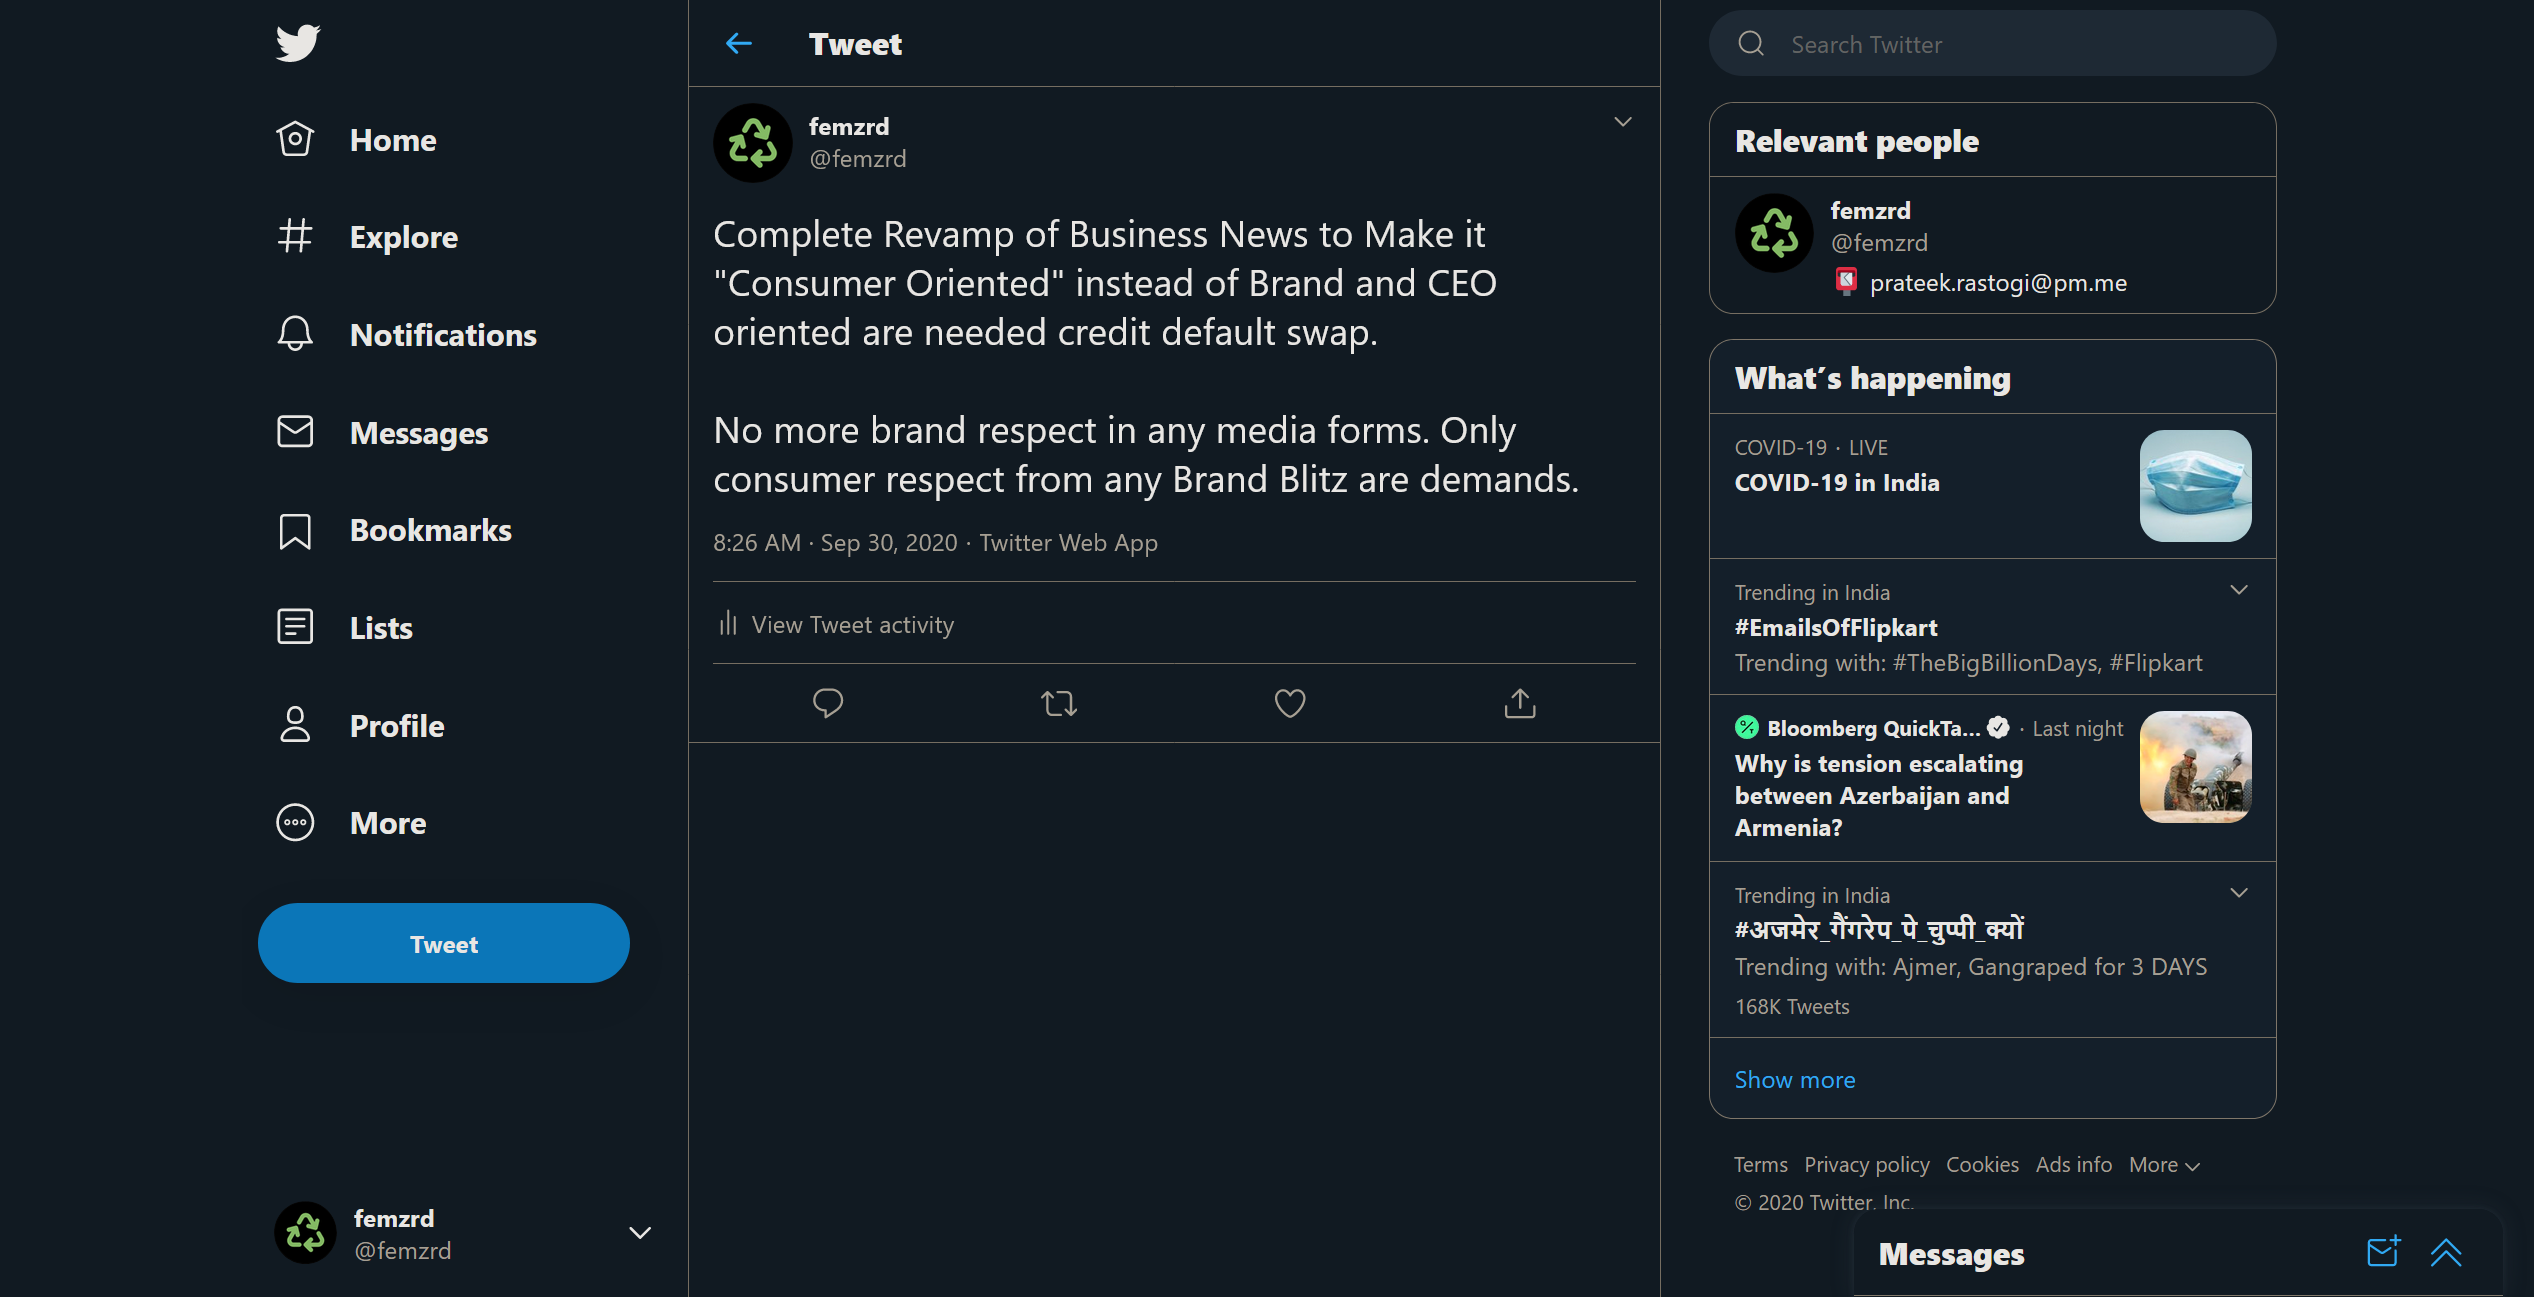 Home
Explore
Notifications
Messages
Bookmarks
Lists
Profile
More
Tweet
femzrd
@femzrd
Tweet
femzrd
@femzrd
Complete Revamp of Business News to Make it
"Consumer Oriented" instead of Brand and CEO
oriented are needed credit default swap.
No more brand respect in any media forms. Only
consumer respect from any Brand Blitz are demands.
8:26 AM · Sep 30, 2020 · Twitter Web App
View Tweet activity
Search Twitter
Relevant people
femzrd
@femzrd
prateek.rastogi@pm.me
What's happening
COVID-19 · LIVE
COVID-19 in India
Trending in India
#EmailsOfFlipkart
Trending with: #TheBigBillionDays, #Flipkart
Bloomberg QuickTa... · Last night
Why is tension escalating
between Azerbaijan and
Armenia?
Trending in India
#अजमेर_गैंगरेप_पे_चुप्पी_क्यों
Trending with: Ajmer, Gangraped for 3 DAYS
168K Tweets
Show more
Terms Privacy policy Cookies Ads info More
© 2020 Twitter, Inc.
Messages